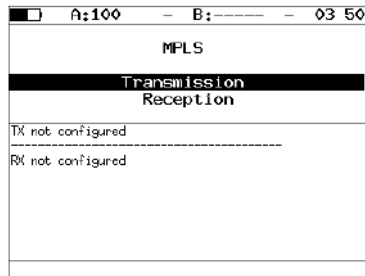 A:100 – B:----- – 03 50
MPLS
Transmission
Reception
TX not configured
----------------------------------------
RX not configured